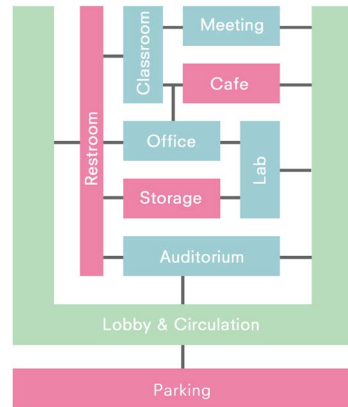 Meeting
Classroom
Cafe
Restroom
Office
Lab
Storage
Auditorium
Lobby & Circulation
Parking